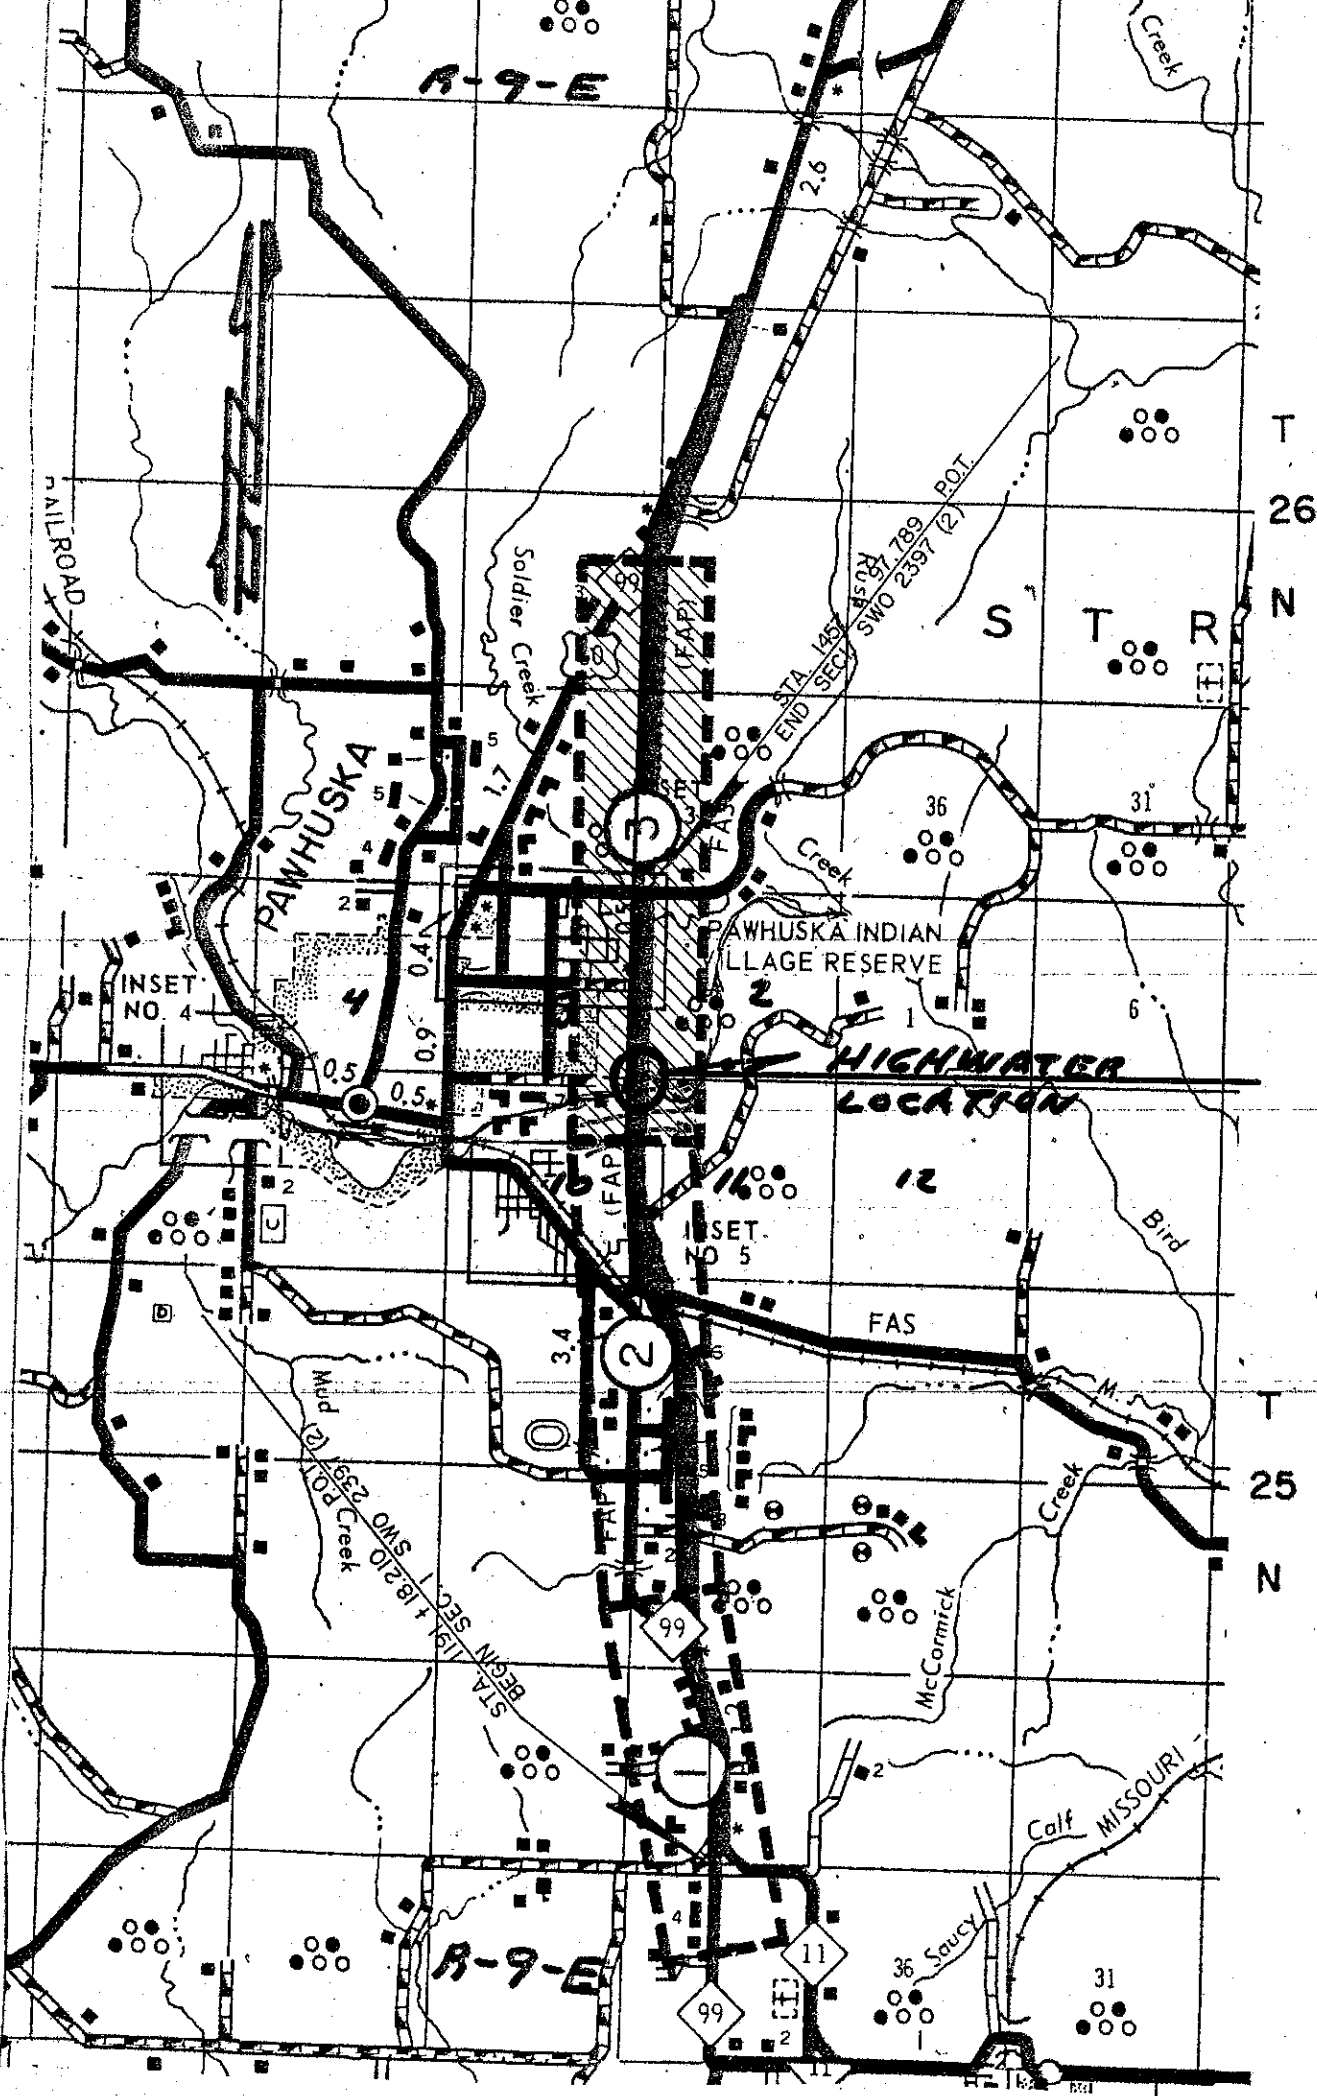 Creek
R-9-E
2.6
T
26
N
RAILROAD
Soldier Creek
99
(FAP)
STA. 1457 97.789 P.O.T.
END SEC. SWO 2397 (2)
Rush
S T R
1.7
5
5
4
2
PAWHUSKA
3
FAS
36
31
Creek
0.4
PAWHUSKA INDIAN
VILLAGE RESERVE
INSET
NO. 4
4
2
1
6
0.9
0.5
0.5
HIGHWATER
LOCATION
(FAP)
16
12
2
C
INSET
NO 5
Bird
D
FAS
3.4
2
Mud
Creek
M.
T
25
N
Creek
FAP
STA. 1191 + 18.210 P.O.T.
BEGIN SEC. 1 SWO 2397 (2)
2
99
McCormick
1
2
Calf
MISSOURI
4
R-9-E
11
36
Saucy
31
99
2
11